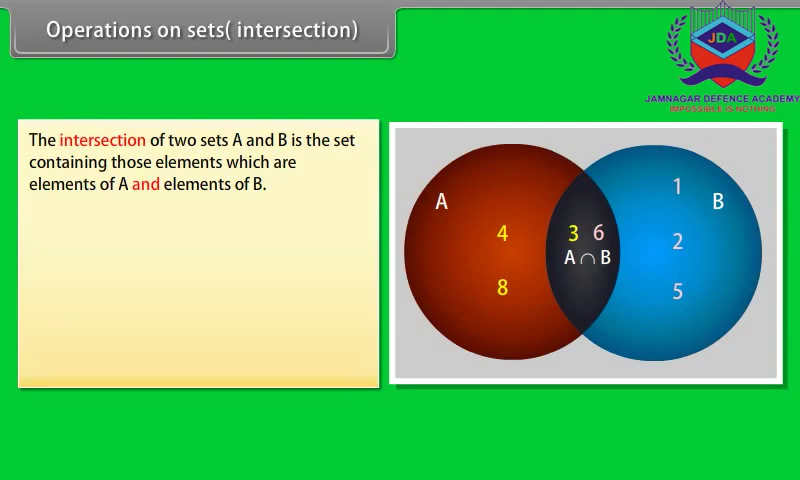 Operations on sets( intersection)
JDA
JAMNAGAR DEFENCE ACADEMY
IMPOSSIBLE IS NOTHING
The intersection of two sets A and B is the set
containing those elements which are
elements of A and elements of B.
A
4
8
3 6
A ∩ B
1
B
2
5